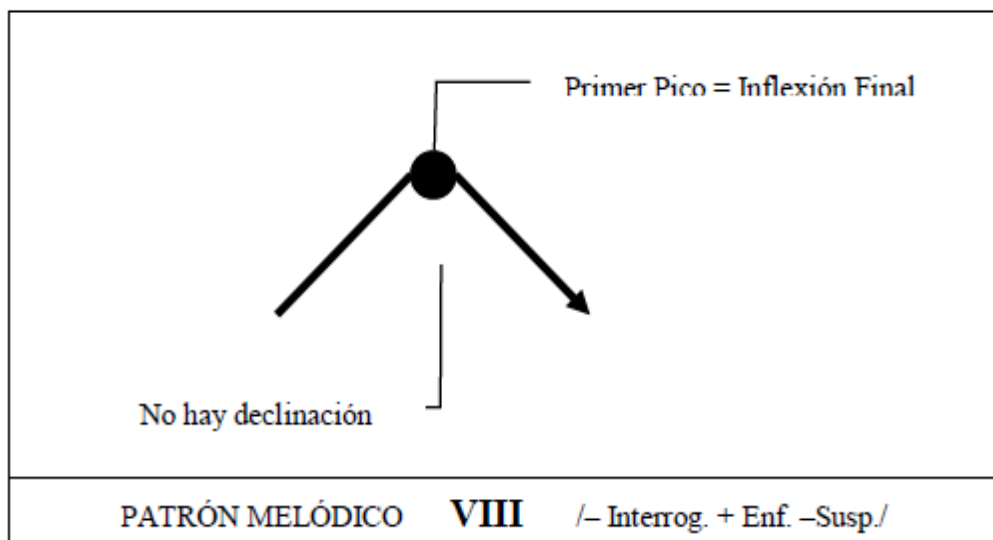 Primer Pico = Inflexión Final
No hay declinación
PATRÓN MELÓDICO VIII /– Interrog. + Enf. –Susp./